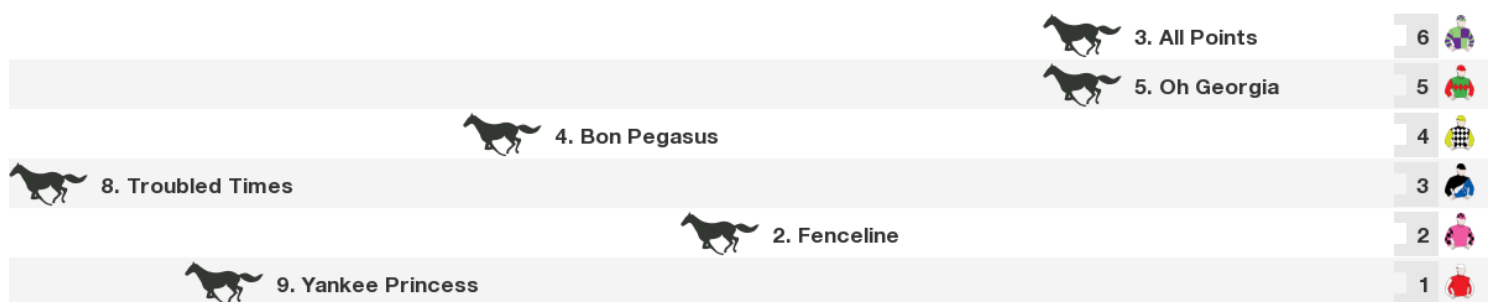 3. All Points 6
5. Oh Georgia 5
4. Bon Pegasus 4
8. Troubled Times 3
2. Fenceline 2
9. Yankee Princess 1